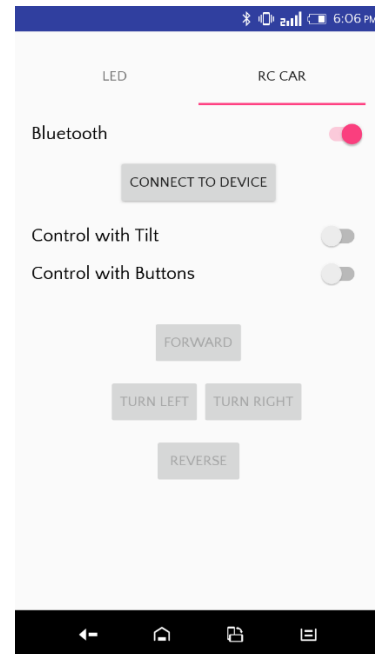 6:06 PM
LED RC CAR
Bluetooth
CONNECT TO DEVICE
Control with Tilt
Control with Buttons
FORWARD
TURN LEFT TURN RIGHT
REVERSE